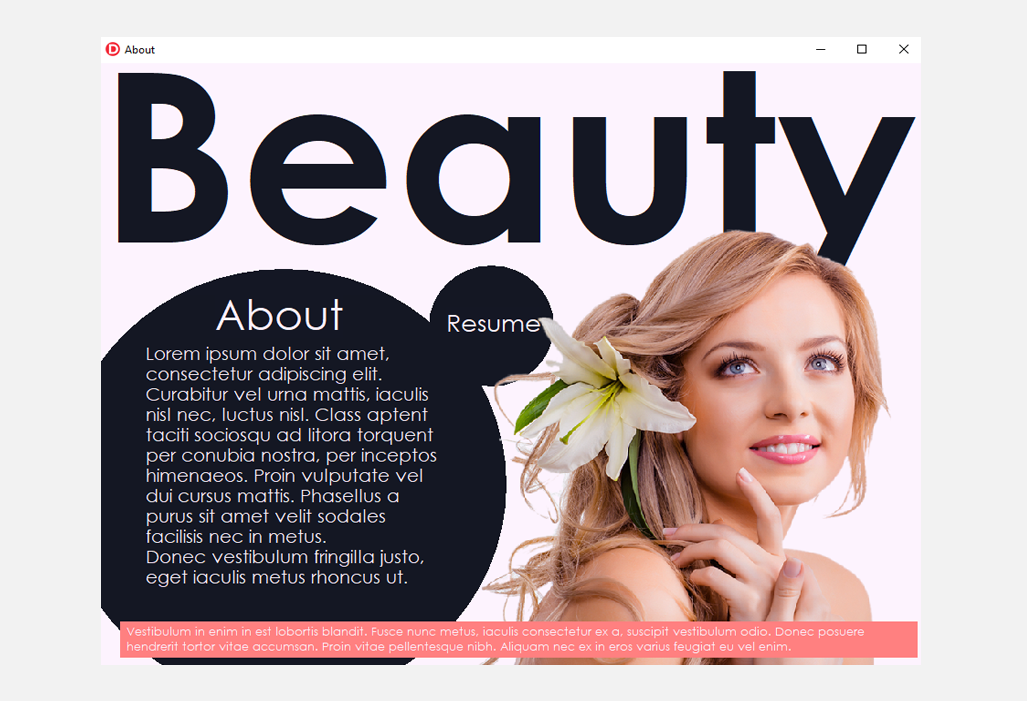 About
Beauty
About
Resume
Lorem ipsum dolor sit amet,
consectetur adipiscing elit.
Curabitur vel urna mattis, iaculis
nisl nec, luctus nisl. Class aptent
taciti sociosqu ad litora torquent
per conubia nostra, per inceptos
himenaeos. Proin vulputate vel
dui cursus mattis. Phasellus a
purus sit amet velit sodales
facilisis nec in metus.
Donec vestibulum fringilla justo,
eget iaculis metus rhoncus ut.
Vestibulum in enim in est lobortis blandit. Fusce nunc metus, iaculis consectetur ex a, suscipit vestibulum odio. Donec posuere
hendrerit tortor vitae accumsan. Proin vitae pellentesque nibh. Aliquam nec ex in eros varius feugiat eu vel enim.